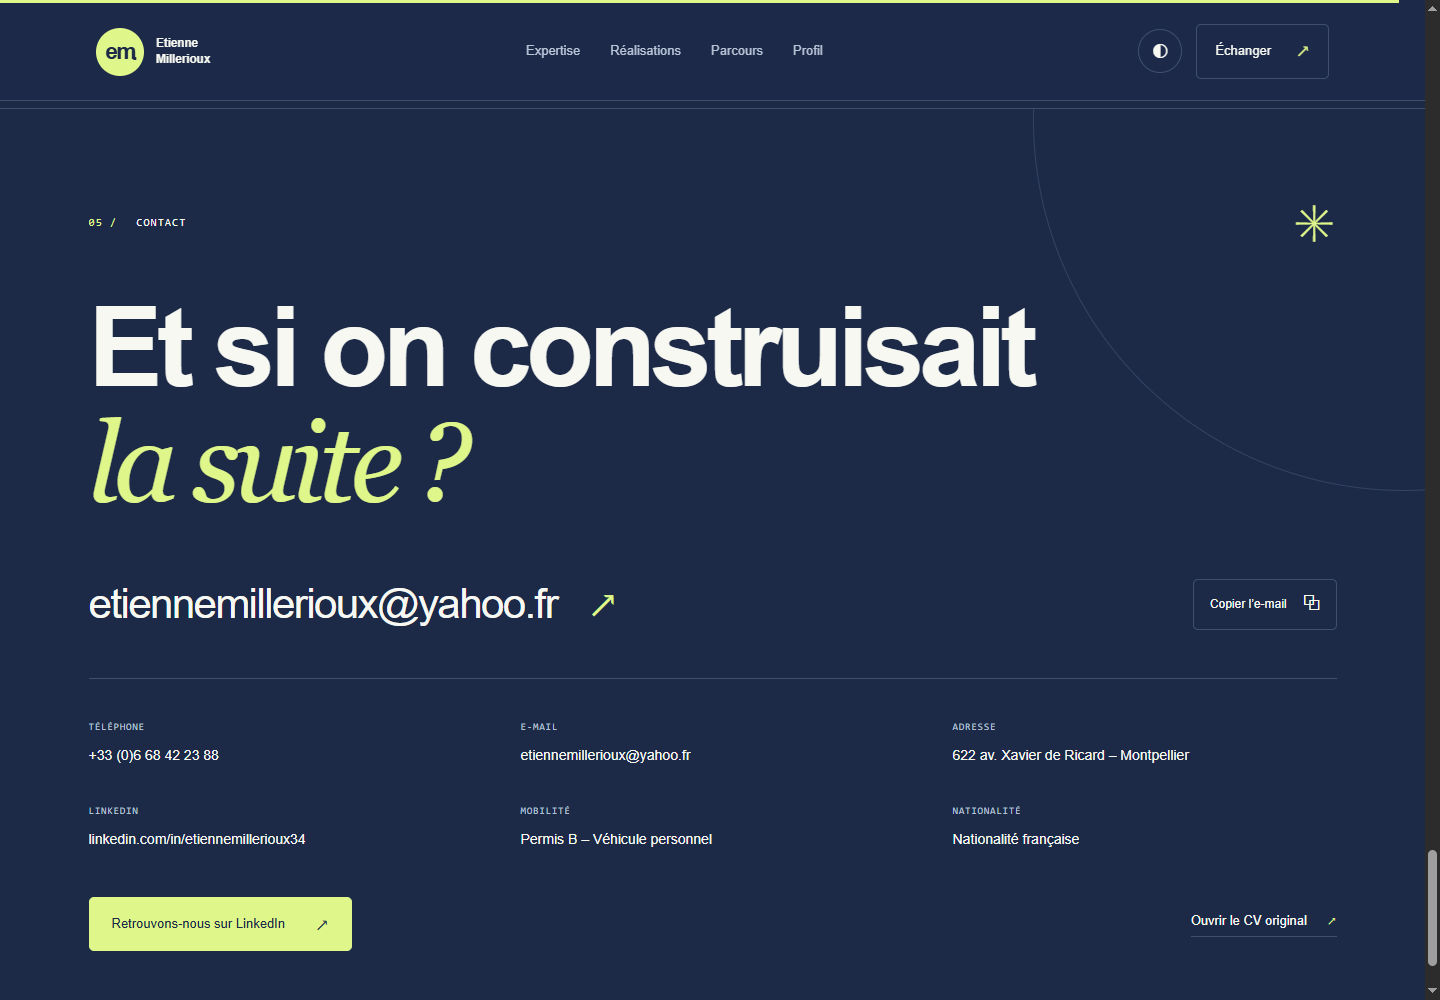 em
Etienne
Millerioux
Expertise
Réalisations
Parcours
Profil
Échanger ↗
05 / CONTACT
Et si on construisait
la suite ?
etiennemillerioux@yahoo.fr ↗
Copier l'e-mail
TÉLÉPHONE
+33 (0)6 68 42 23 88
E-MAIL
etiennemillerioux@yahoo.fr
ADRESSE
622 av. Xavier de Ricard – Montpellier
LINKEDIN
linkedin.com/in/etiennemillerioux34
MOBILITÉ
Permis B – Véhicule personnel
NATIONALITÉ
Nationalité française
Retrouvons-nous sur LinkedIn ↗
Ouvrir le CV original ↗